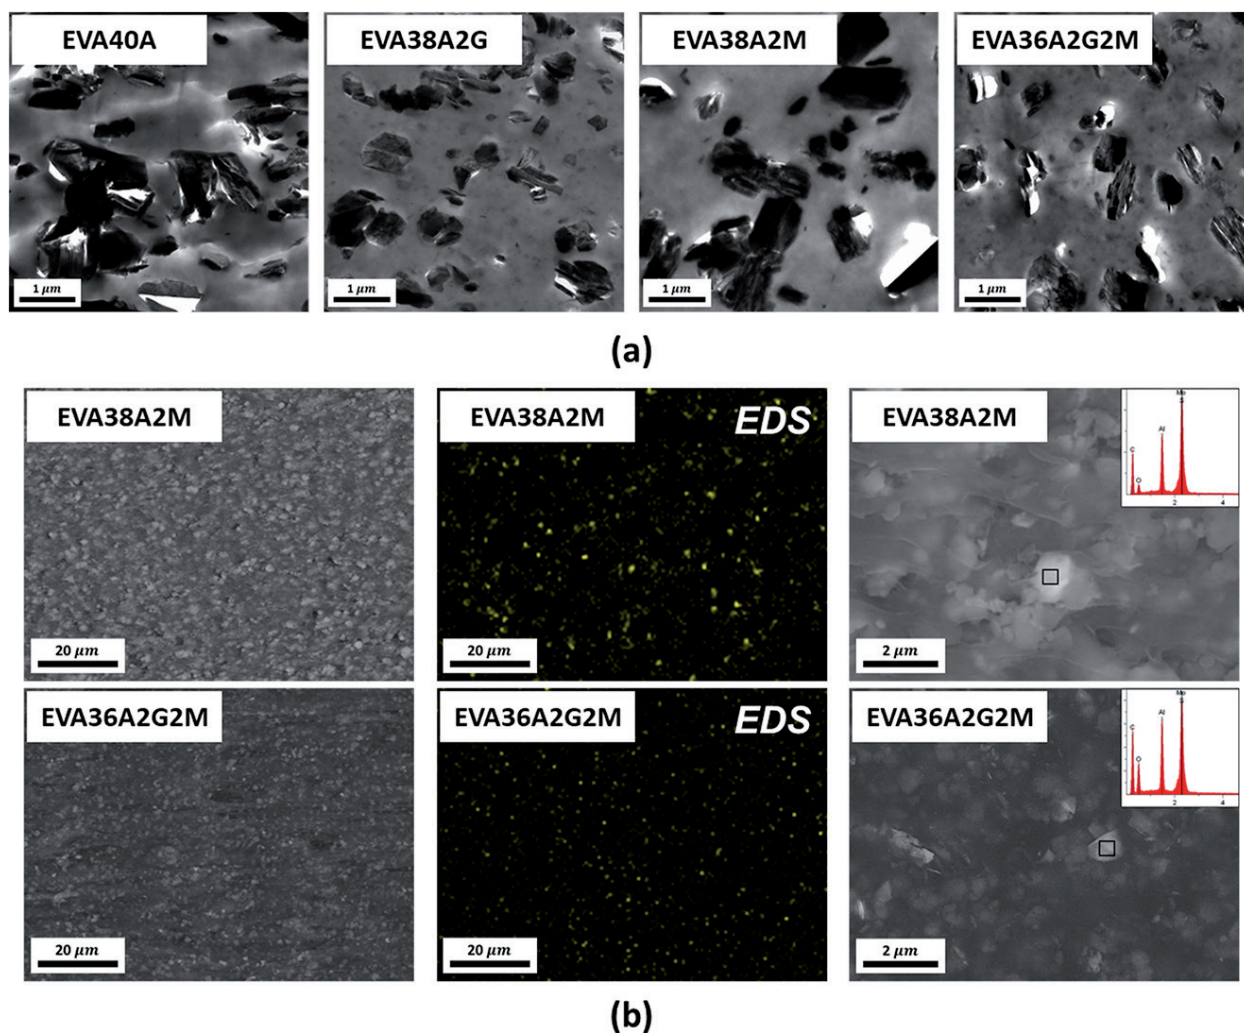 EVA40A
EVA38A2G
EVA38A2M
EVA36A2G2M
1 μm
1 μm
1 μm
1 μm
(a)
EVA38A2M
EVA38A2M
EDS
EVA38A2M
C
O
Al
Mo
S
2
4
20 μm
20 μm
2 μm
EVA36A2G2M
EVA36A2G2M
EDS
EVA36A2G2M
C
O
Al
Mo
S
2
4
20 μm
20 μm
2 μm
(b)